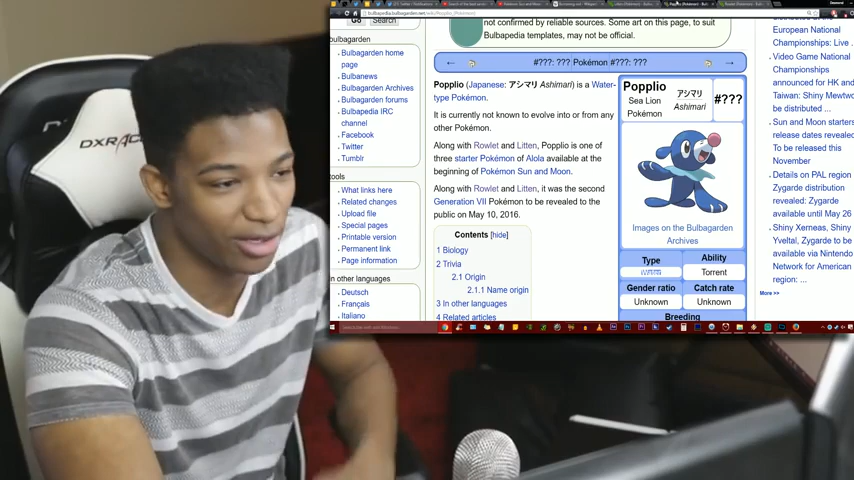 bulbapedia.bulbagarden.net
Go
Search
not confirmed by reliable sources. Some art on this page, to suit
Bulbapedia templates, may not be official.
← #???: ??? Pokémon #???: ??? →
bulbagarden
Bulbagarden home
page
Bulbanews
Bulbagarden Archives
Bulbagarden forums
Bulbapedia IRC
channel
Facebook
Twitter
Tumblr
tools
What links here
Related changes
Upload file
Special pages
Printable version
Permanent link
Page information
in other languages
Deutsch
Français
Italiano
Popplio (Japanese: アシマリ Ashimari) is a Water-
type Pokémon.
It is currently not known to evolve into or from any
other Pokémon.
Along with Rowlet and Litten, Popplio is one of
three starter Pokémon of Alola available at the
beginning of Pokémon Sun and Moon.
Along with Rowlet and Litten, it was the second
Generation VII Pokémon to be revealed to the
public on May 10, 2016.
Contents [hide]
1 Biology
2 Trivia
2.1 Origin
2.1.1 Name origin
3 In other languages
4 Related articles
Popplio
Sea Lion
Pokémon
アシマリ
Ashimari
#???
Images on the Bulbagarden
Archives
Type
Water
Ability
Torrent
Gender ratio
Unknown
Catch rate
Unknown
Breeding
European National
Championships: Live ..
Video Game National
Championships
announced for HK and
Taiwan: Shiny Mewtwo
be distributed ...
Sun and Moon starters
release dates revealed:
To be released this
November
Details on PAL region
Zygarde distribution
revealed: Zygarde
available until May 26
Shiny Xerneas, Shiny
Yveltal, Zygarde to be
available via Nintendo
Network for American
region: ...
More >>
DXRAC